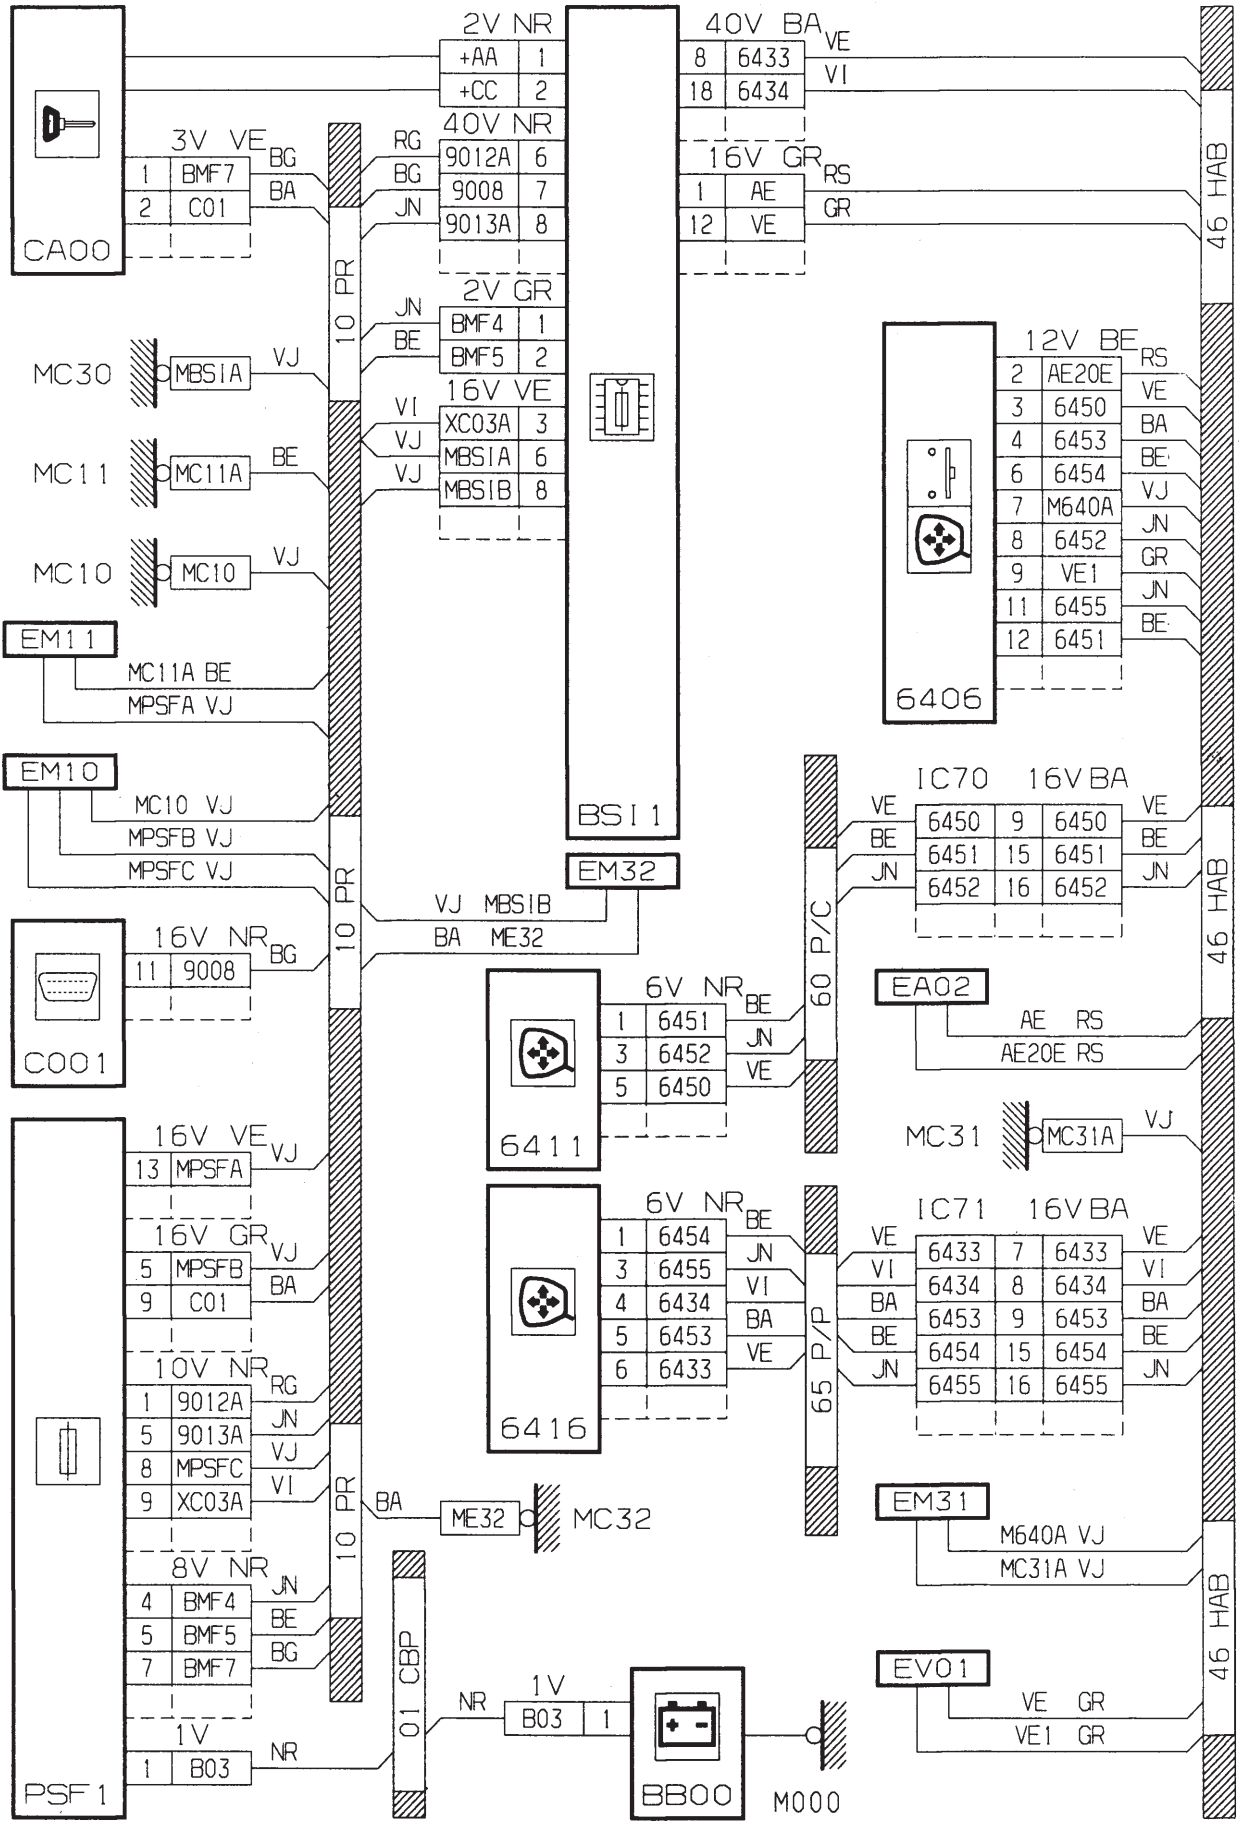 2V NR
+AA 1
+CC 2
40V NR
RG 9012A 6
BG 9008 7
JN 9013A 8
2V GR
JN BMF4 1
BE BMF5 2
16V VE
VI XC03A 3
VJ MBSIA 6
VJ MBSIB 8
BSI1
40V BA
8 6433 VE
18 6434 VI
16V GR
1 AE RS
12 VE GR
46 HAB
3V VE
1 BMF7 BG
2 C01 BA
CA00
10 PR
MC30 MBSIA VJ
MC11 MC11A BE
MC10 MC10 VJ
EM11
MC11A BE
MPSFA VJ
EM10
MC10 VJ
MPSFB VJ
MPSFC VJ
10 PR
EM32
VJ MBSIB
BA ME32
16V NR
11 9008 BG
C001
12V BE
2 AE20E RS
3 6450 VE
4 6453 BA
6 6454 BE
7 M640A VJ
8 6452 JN
9 VE1 GR
11 6455 JN
12 6451 BE
6406
IC70 16V BA
VE 6450 9 6450 VE
BE 6451 15 6451 BE
JN 6452 16 6452 JN
60 P/C
46 HAB
6V NR
1 6451 BE
3 6452 JN
5 6450 VE
6411
EA02
AE RS
AE20E RS
MC31 MC31A VJ
16V VE
13 MPSFA VJ
16V GR
5 MPSFB VJ
9 C01 BA
10V NR
1 9012A RG
5 9013A JN
8 MPSFC VJ
9 XC03A VI
8V NR
4 BMF4 JN
5 BMF5 BE
7 BMF7 BG
1V
1 B03 NR
PSF1
10 PR
6V NR
1 6454 BE
3 6455 JN
4 6434 VI
5 6453 BA
6 6433 VE
6416
65 P/P
IC71 16V BA
VE 6433 7 6433 VE
VI 6434 8 6434 VI
BA 6453 9 6453 BA
BE 6454 15 6454 BE
JN 6455 16 6455 JN
BA ME32 MC32
EM31
M640A VJ
MC31A VJ
46 HAB
01 CBP
1V
NR B03 1
+ -
BB00
M000
EV01
VE GR
VE1 GR